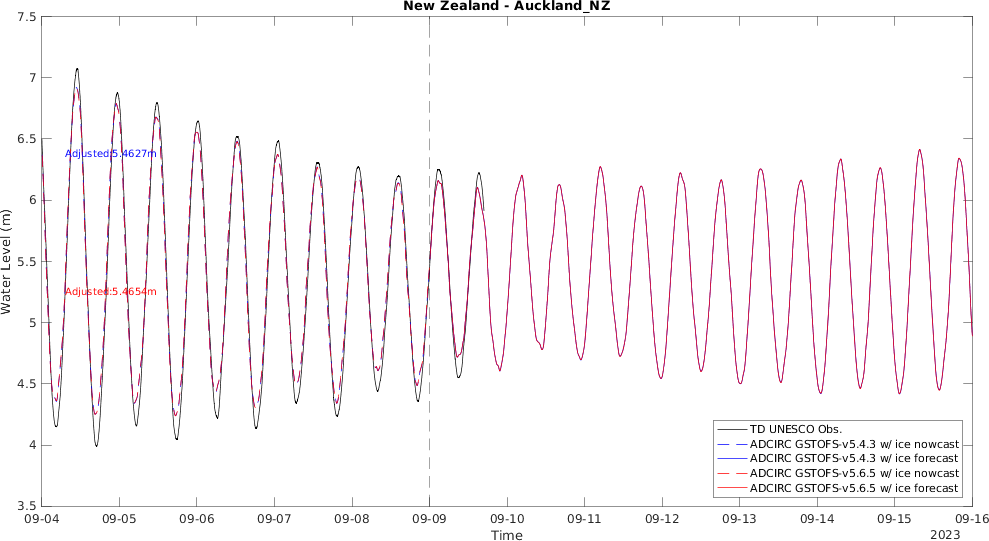 New Zealand - Auckland_NZ
7.5
7
6.5
6
5.5
5
4.5
4
3.5
Water Level (m)
Adjusted:5.4627m
Adjusted:5.4654m
TD UNESCO Obs.
ADCIRC GSTOFS-v5.4.3 w/ ice nowcast
ADCIRC GSTOFS-v5.4.3 w/ ice forecast
ADCIRC GSTOFS-v5.6.5 w/ ice nowcast
ADCIRC GSTOFS-v5.6.5 w/ ice forecast
09-04 09-05 09-06 09-07 09-08 09-09 09-10 09-11 09-12 09-13 09-14 09-15 09-16
Time
2023